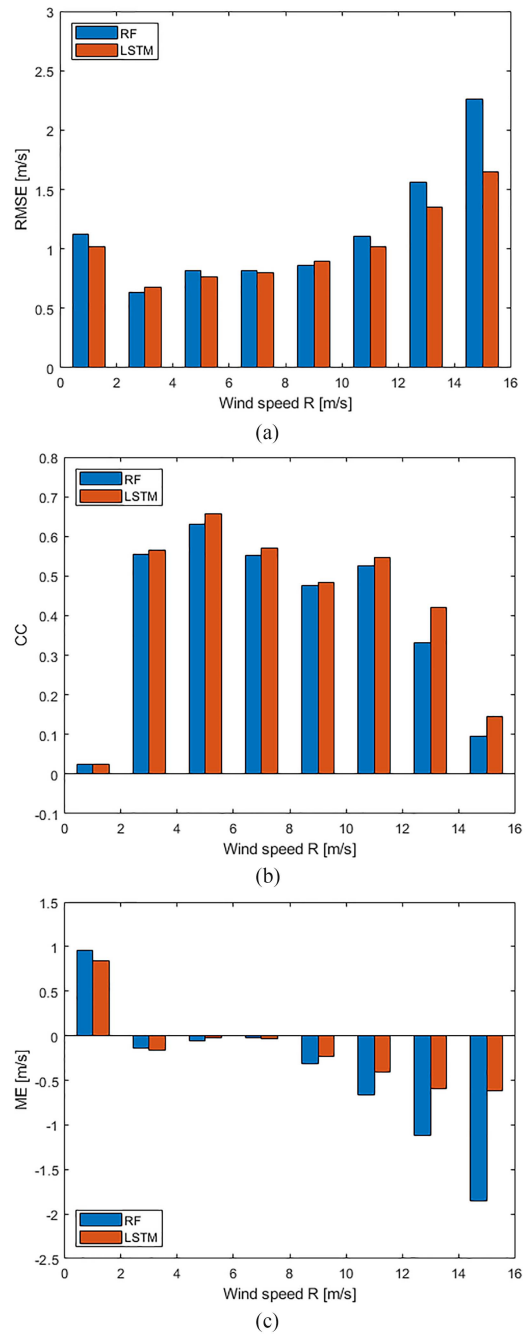 3
2.5
2
1.5
1
0.5
0
RMSE [m/s]
RF
LSTM
0 2 4 6 8 10 12 14 16
Wind speed R [m/s]
(a)
0.8
0.7
0.6
0.5
0.4
0.3
0.2
0.1
0
-0.1
CC
RF
LSTM
0 2 4 6 8 10 12 14 16
Wind speed R [m/s]
(b)
1.5
1
0.5
0
-0.5
-1
-1.5
-2
-2.5
ME [m/s]
RF
LSTM
0 2 4 6 8 10 12 14 16
Wind speed R [m/s]
(c)